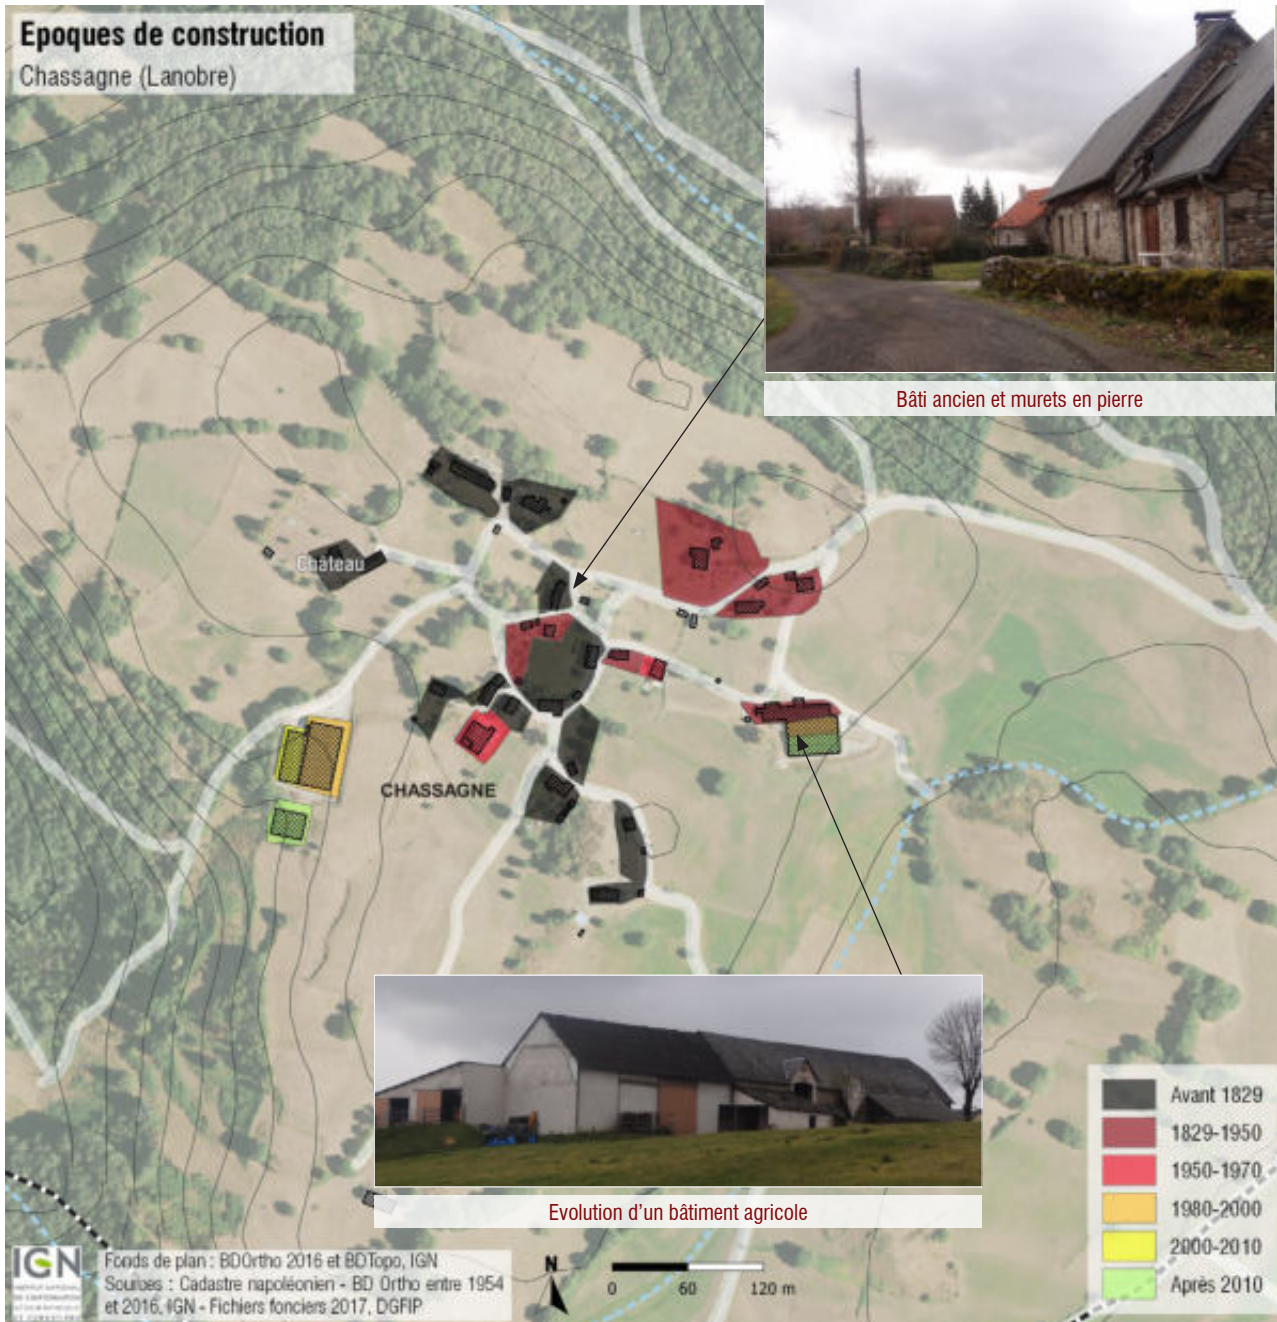 Epoques de construction
Chassagne (Lanobre)
Bâti ancien et murets en pierre
Château
CHASSAGNE
Evolution d'un bâtiment agricole
Avant 1829
1829-1950
1950-1970
1980-2000
2000-2010
Après 2010
IGN
Fonds de plan : BDOrtho 2016 et BDTopo, IGN
Sources : Cadastre napoléonien - BD Ortho entre 1954
et 2016, IGN - Fichiers fonciers 2017, DGFIP
N
0 60 120 m